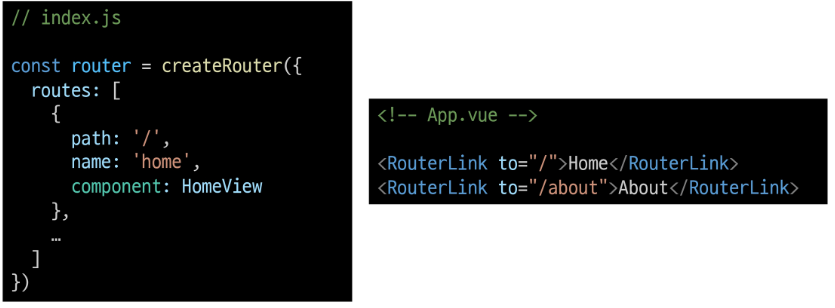 // index.js
const router = createRouter({
routes: [
{
path: '/',
name: 'home',
component: HomeView
},
…
]
})
<!-- App.vue -->
<RouterLink to="/">Home</RouterLink>
<RouterLink to="/about">About</RouterLink>